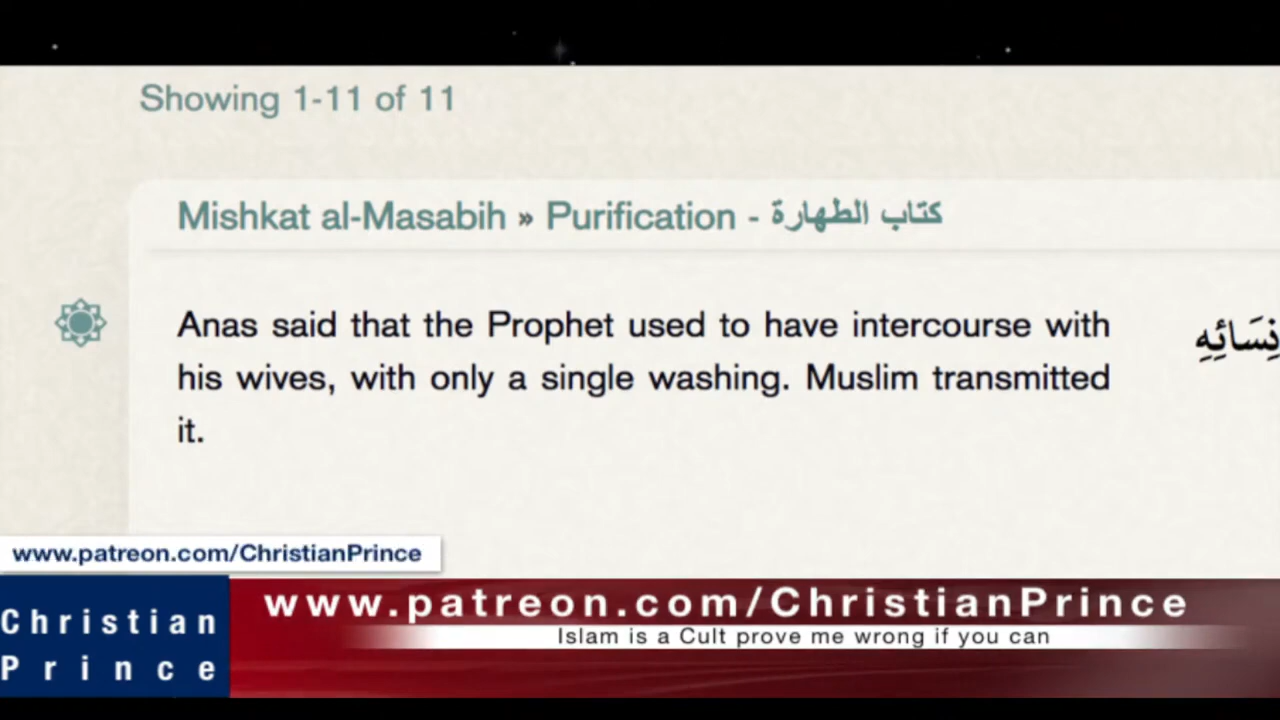 Showing 1-11 of 11
Mishkat al-Masabih » Purification - كتاب الطهارة
Anas said that the Prophet used to have intercourse with
his wives, with only a single washing. Muslim transmitted
it.
نِسَائِهِ
www.patreon.com/ChristianPrince
Christian
Prince
www.patreon.com/ChristianPrince
Islam is a Cult prove me wrong if you can